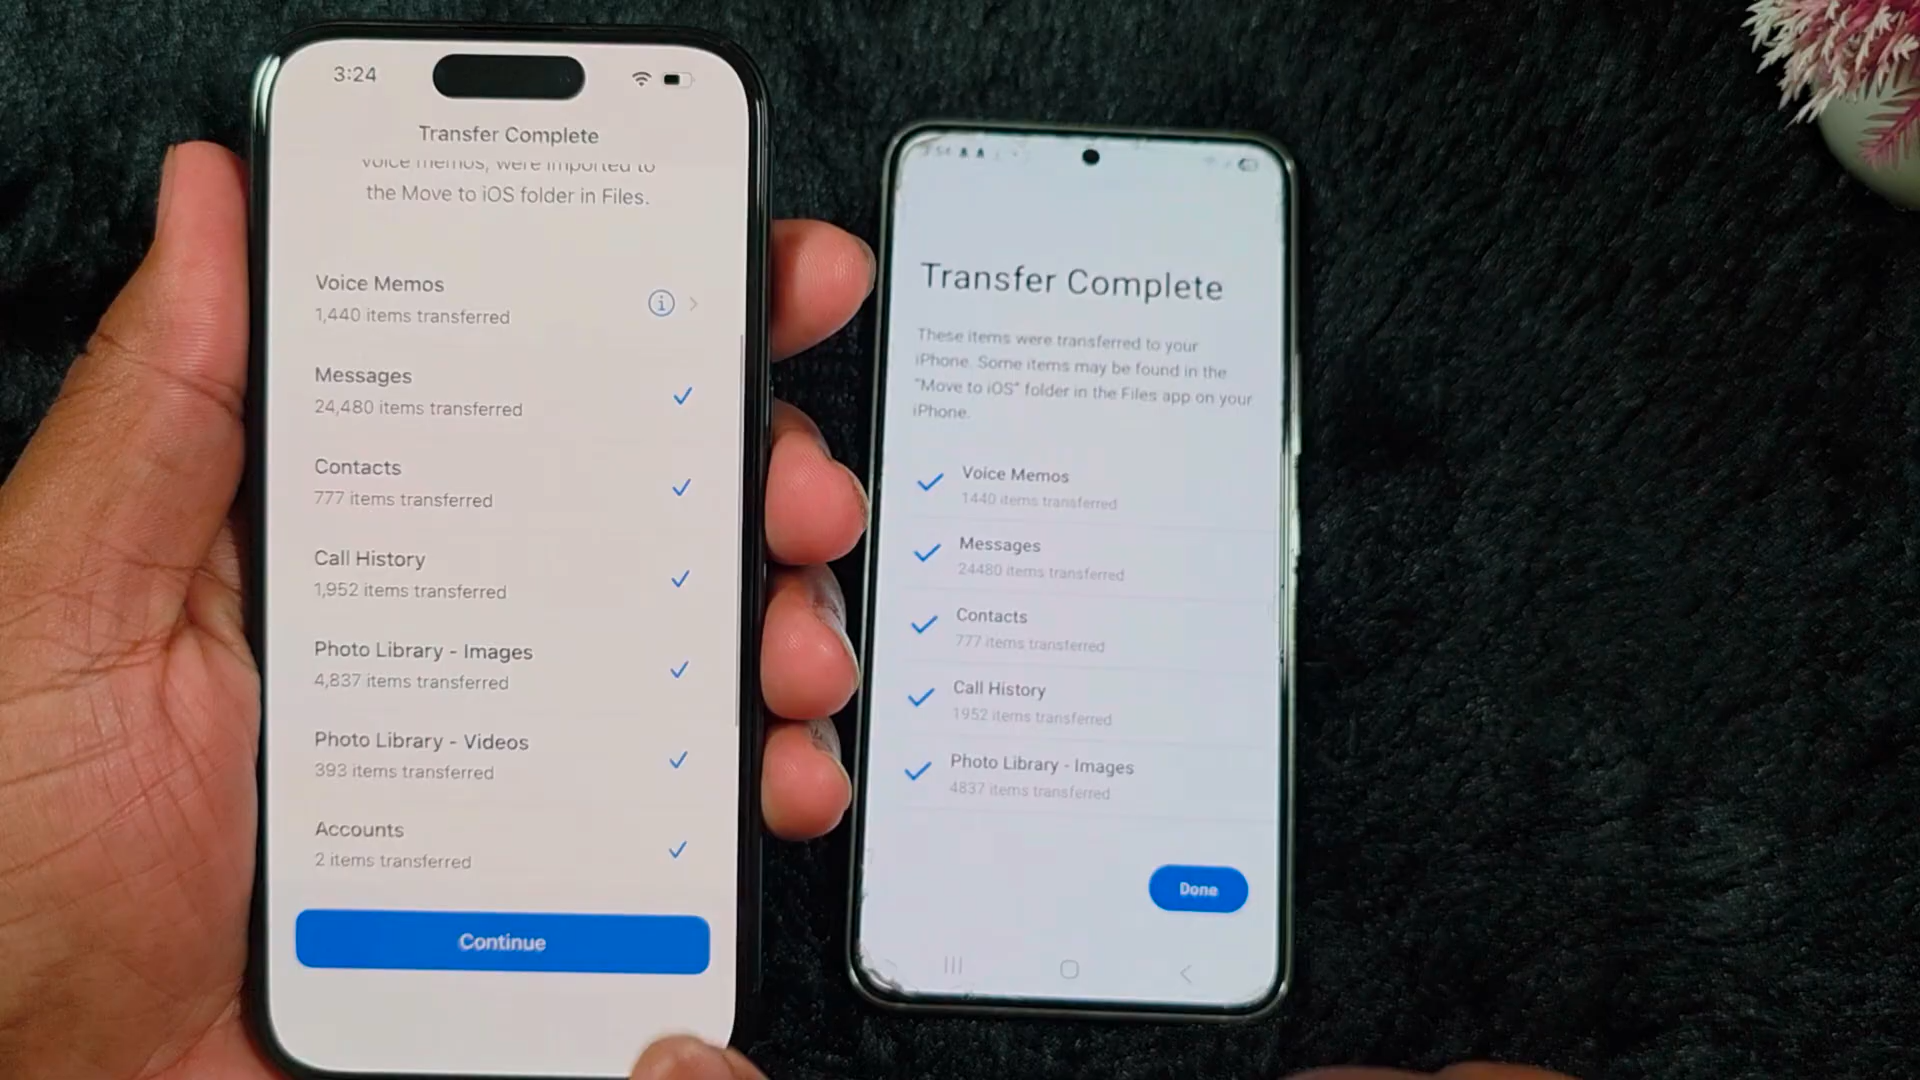 3:24
Transfer Complete
voice memos, were imported to
the Move to iOS folder in Files.
Voice Memos
1,440 items transferred
Messages
24,480 items transferred
Contacts
777 items transferred
Call History
1,952 items transferred
Photo Library - Images
4,837 items transferred
Photo Library - Videos
393 items transferred
Accounts
2 items transferred
Continue
Transfer Complete
These items were transferred to your
iPhone. Some items may be found in the
"Move to iOS" folder in the Files app on your
iPhone.
Voice Memos
1440 items transferred
Messages
24480 items transferred
Contacts
777 items transferred
Call History
1952 items transferred
Photo Library - Images
4837 items transferred
Done